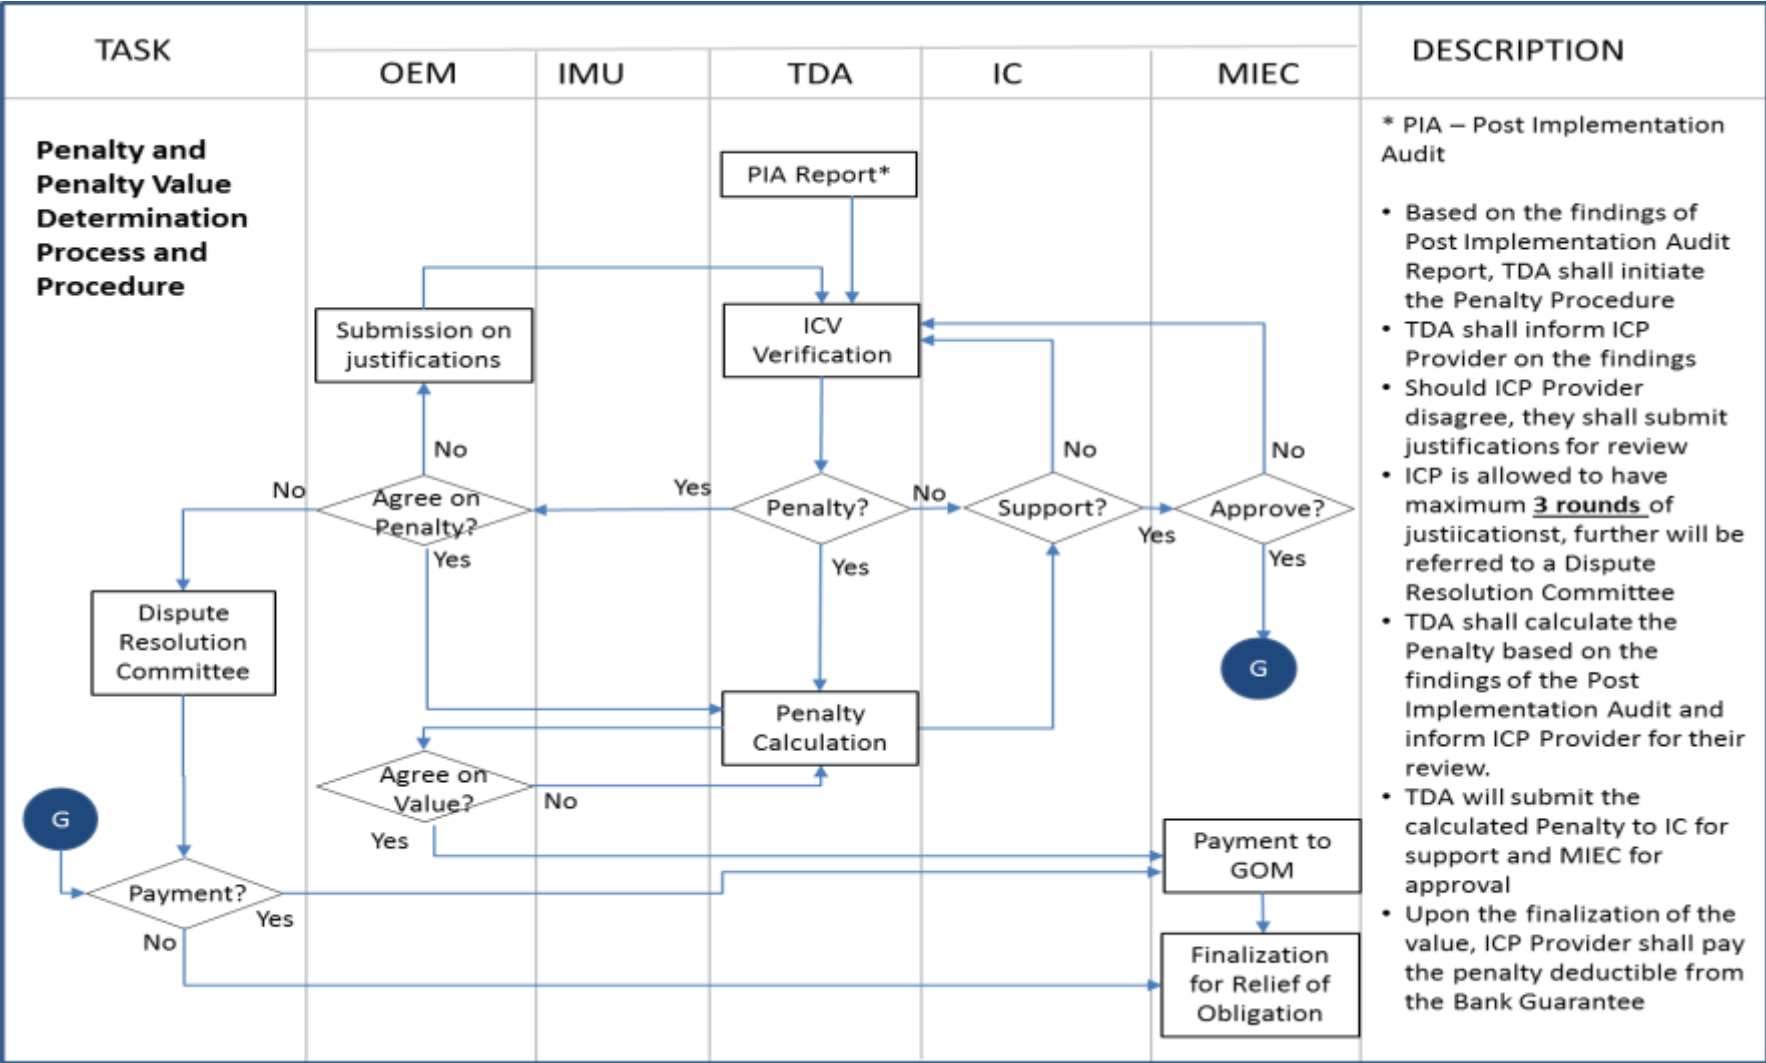 TASK
OEM
IMU
TDA
IC
MIEC
DESCRIPTION
Penalty and
Penalty Value
Determination
Process and
Procedure
PIA Report*
Submission on
justifications
ICV
Verification
No
No
No
No
Agree on
Penalty?
Yes
Penalty?
No
Support?
Yes
Approve?
Yes
Yes
Yes
Dispute
Resolution
Committee
G
Penalty
Calculation
Agree on
Value?
No
Yes
G
Payment?
Yes
No
Payment to
GOM
Finalization
for Relief of
Obligation
* PIA – Post Implementation
Audit
• Based on the findings of
Post Implementation Audit
Report, TDA shall initiate
the Penalty Procedure
• TDA shall inform ICP
Provider on the findings
• Should ICP Provider
disagree, they shall submit
justifications for review
• ICP is allowed to have
maximum 3 rounds of
justiicationst, further will be
referred to a Dispute
Resolution Committee
• TDA shall calculate the
Penalty based on the
findings of the Post
Implementation Audit and
inform ICP Provider for their
review.
• TDA will submit the
calculated Penalty to IC for
support and MIEC for
approval
• Upon the finalization of the
value, ICP Provider shall pay
the penalty deductible from
the Bank Guarantee